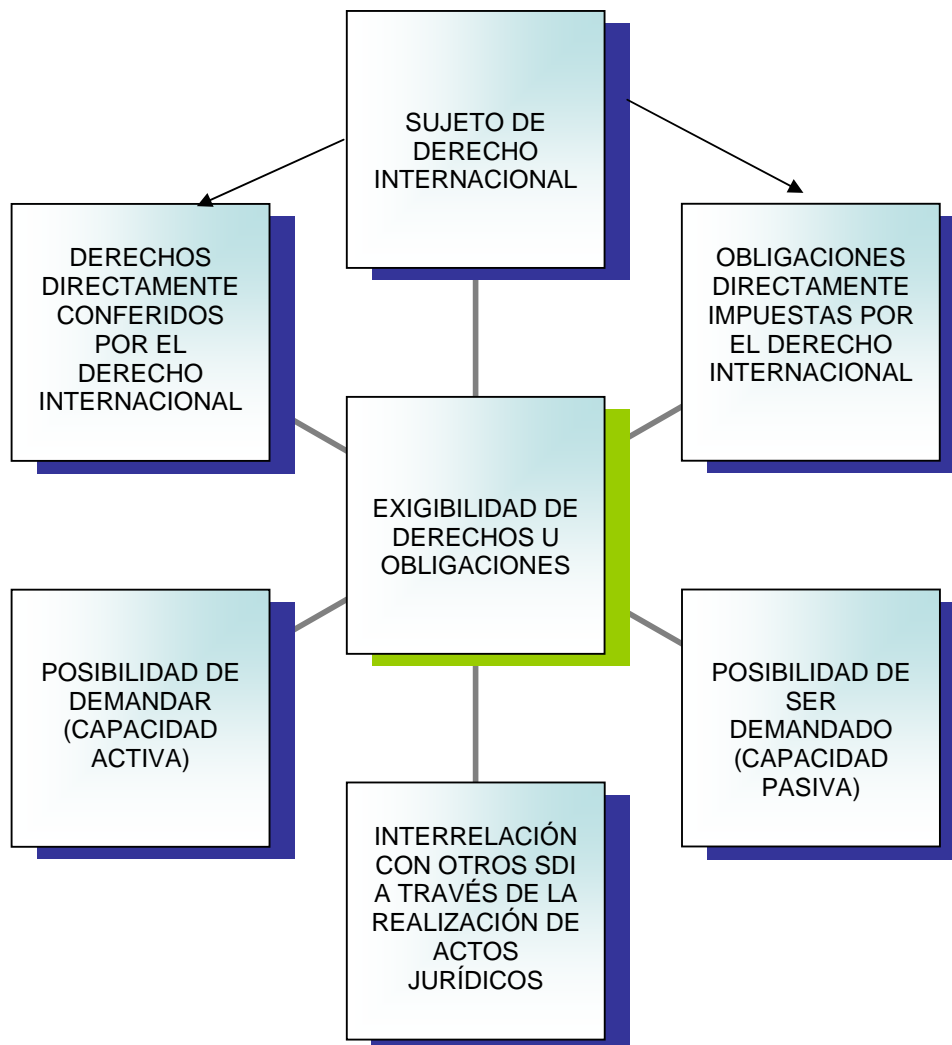 SUJETO DE
DERECHO
INTERNACIONAL
DERECHOS
DIRECTAMENTE
CONFERIDOS
POR EL
DERECHO
INTERNACIONAL
OBLIGACIONES
DIRECTAMENTE
IMPUESTAS POR
EL DERECHO
INTERNACIONAL
EXIGIBILIDAD DE
DERECHOS U
OBLIGACIONES
POSIBILIDAD DE
DEMANDAR
(CAPACIDAD
ACTIVA)
POSIBILIDAD DE
SER
DEMANDADO
(CAPACIDAD
PASIVA)
INTERRELACIÓN
CON OTROS SDI
A TRAVÉS DE LA
REALIZACIÓN DE
ACTOS
JURÍDICOS